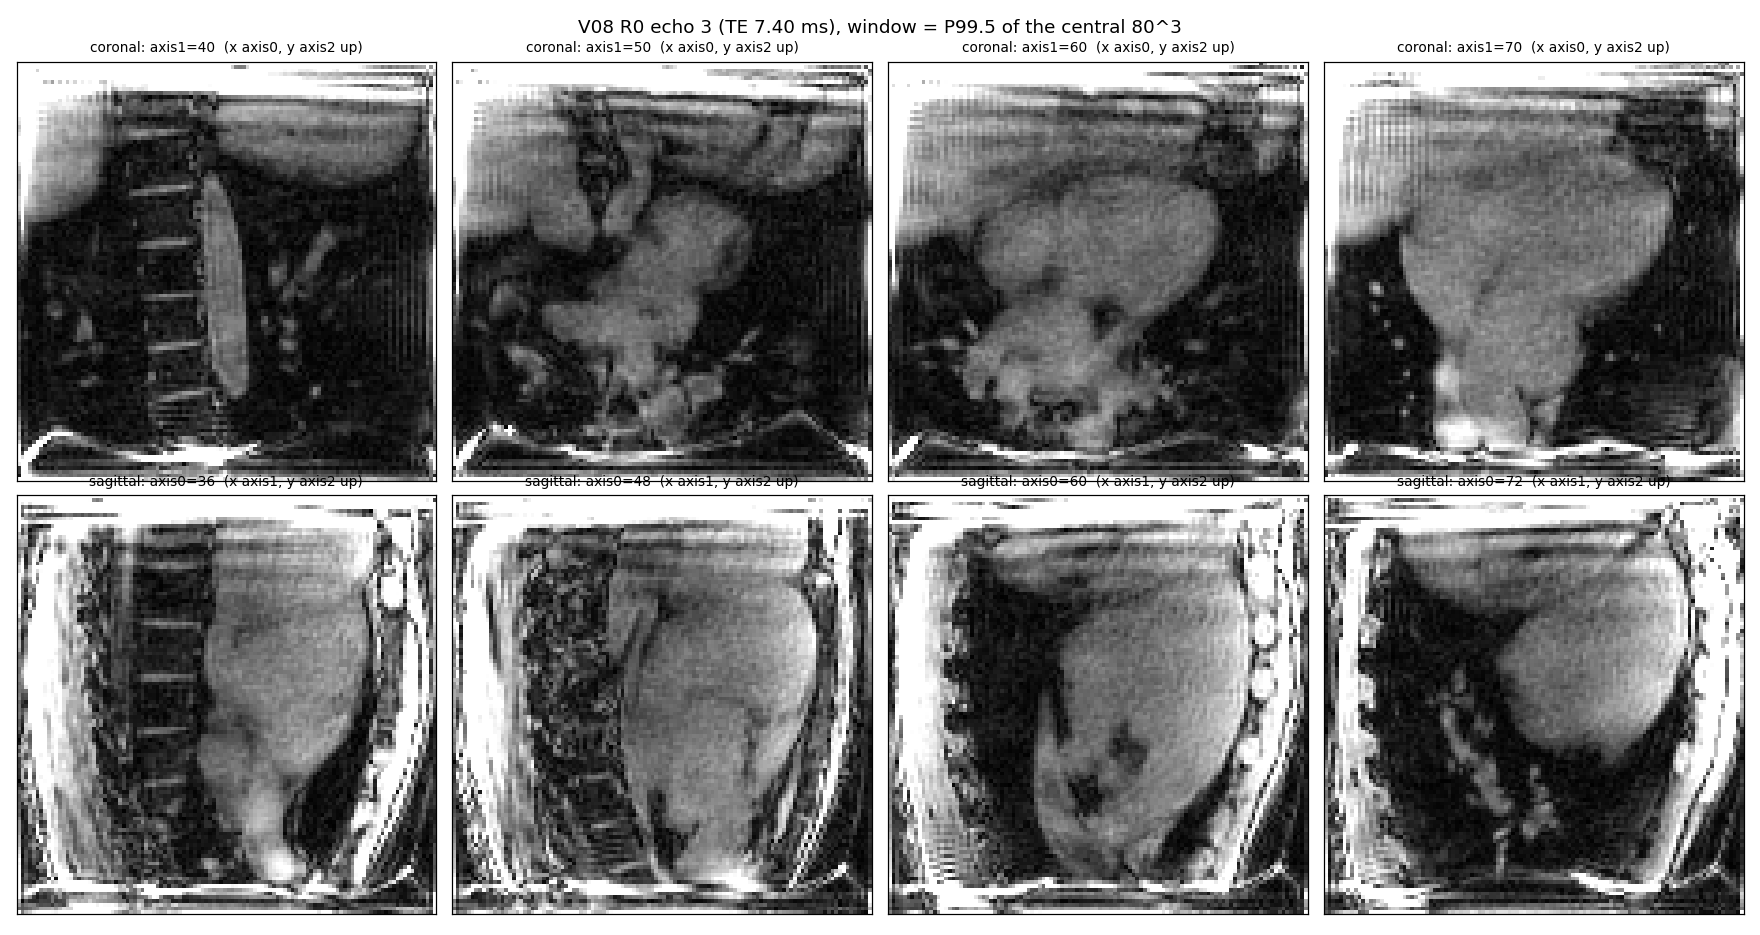 V08 R0 echo 3 (TE 7.40 ms), window = P99.5 of the central 80^3
coronal: axis1=40  (x axis0, y axis2 up)
coronal: axis1=50  (x axis0, y axis2 up)
coronal: axis1=60  (x axis0, y axis2 up)
coronal: axis1=70  (x axis0, y axis2 up)
sagittal: axis0=36  (x axis1, y axis2 up)
sagittal: axis0=48  (x axis1, y axis2 up)
sagittal: axis0=60  (x axis1, y axis2 up)
sagittal: axis0=72  (x axis1, y axis2 up)